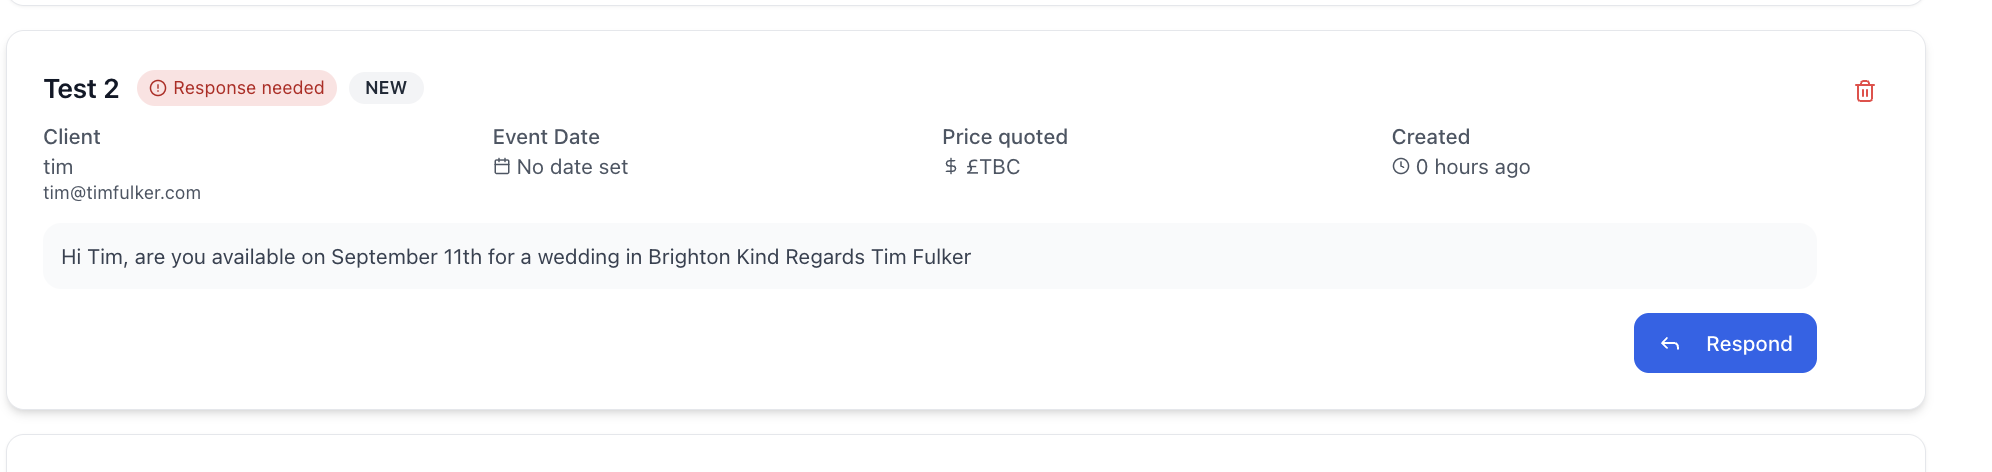 Test 2 Response needed NEW
Client Event Date Price quoted Created
tim No date set $ £TBC 0 hours ago
tim@timfulker.com
Hi Tim, are you available on September 11th for a wedding in Brighton Kind Regards Tim Fulker
Respond